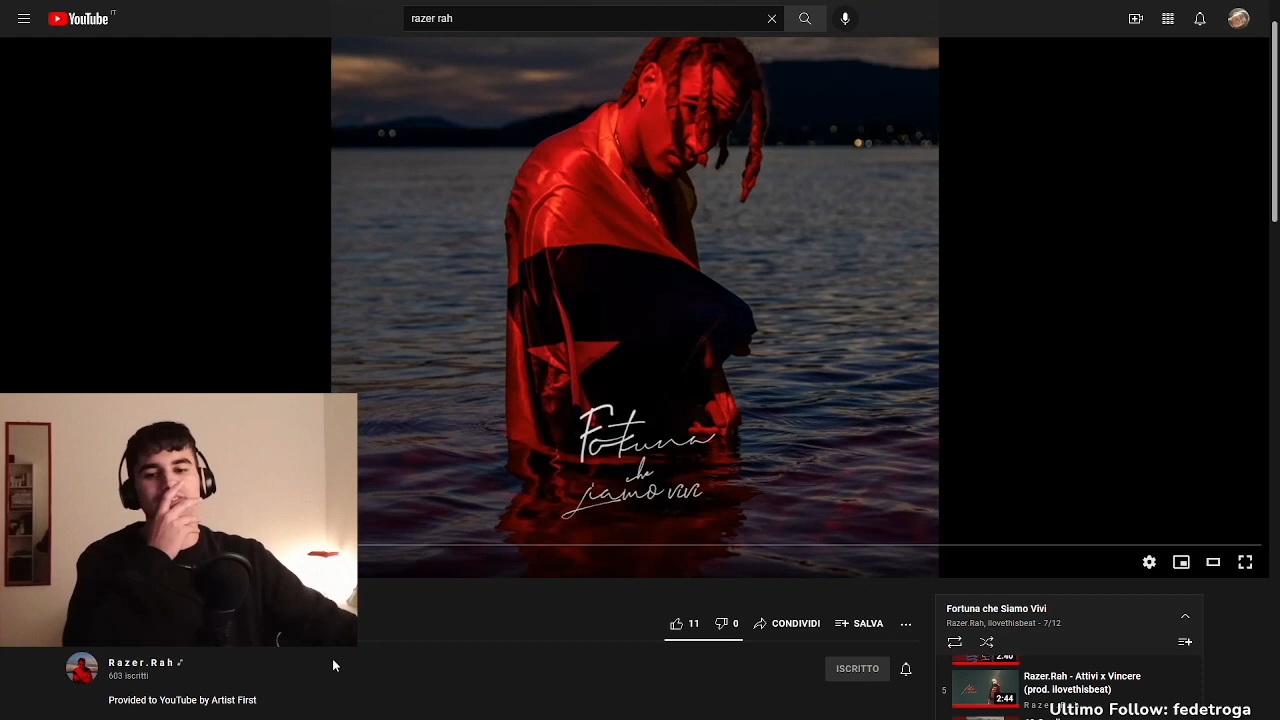 YouTube IT
razer rah
Fortuna
che
siamo vivi
11
0
CONDIVIDI
SALVA
Fortuna che Siamo Vivi
Razer.Rah, ilovethisbeat - 7/12
2:40
Razer.Rah
603 iscritti
ISCRITTO
Provided to YouTube by Artist First
5
2:44
Razer.Rah - Attivi x Vincere
(prod. ilovethisbeat)
Ultimo Follow: fedetroga